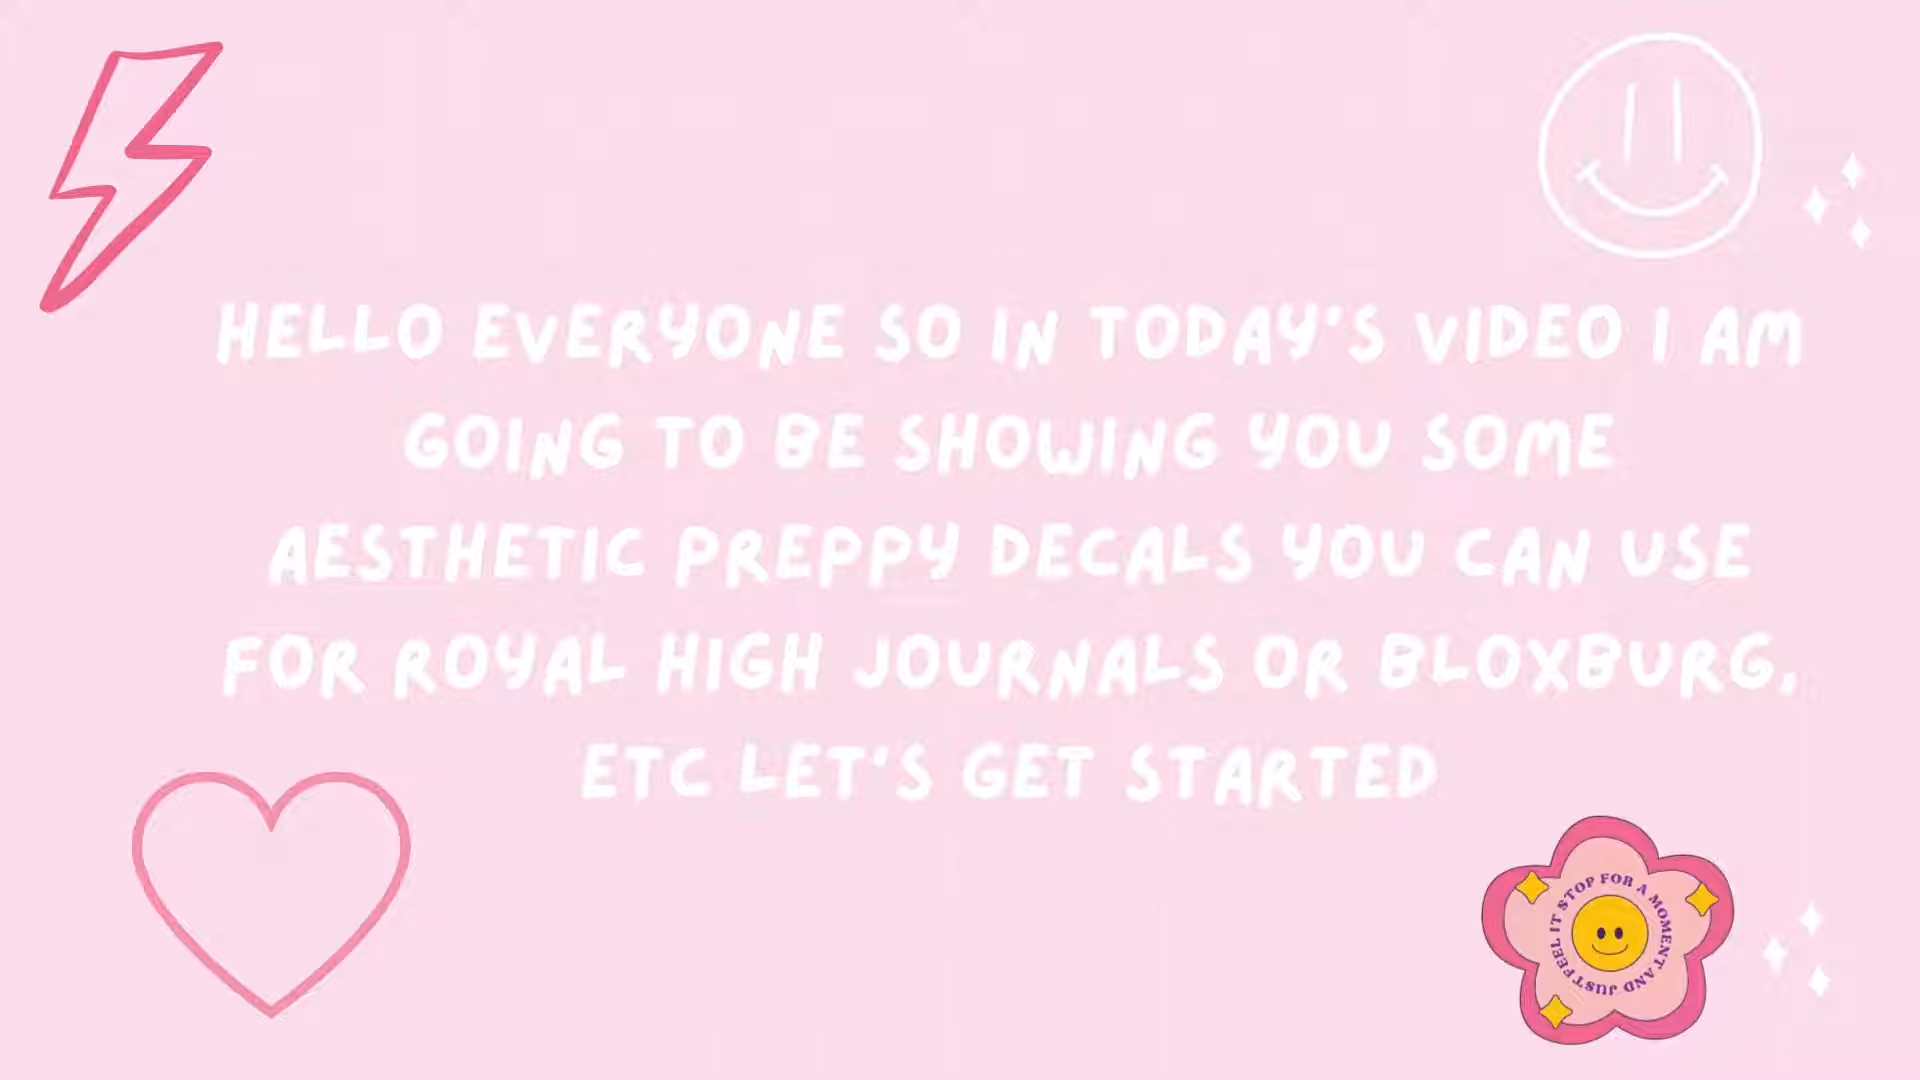 HELLO EVERYONE SO IN TODAY'S VIDEO I AM
GOING TO BE SHOWING YOU SOME
AESTHETIC PREPPY DECALS YOU CAN USE
FOR ROYAL HIGH JOURNALS OR BLOXBURG,
ETC LET'S GET STARTED
STOP FOR A MOMENT AND JUST FEEL IT